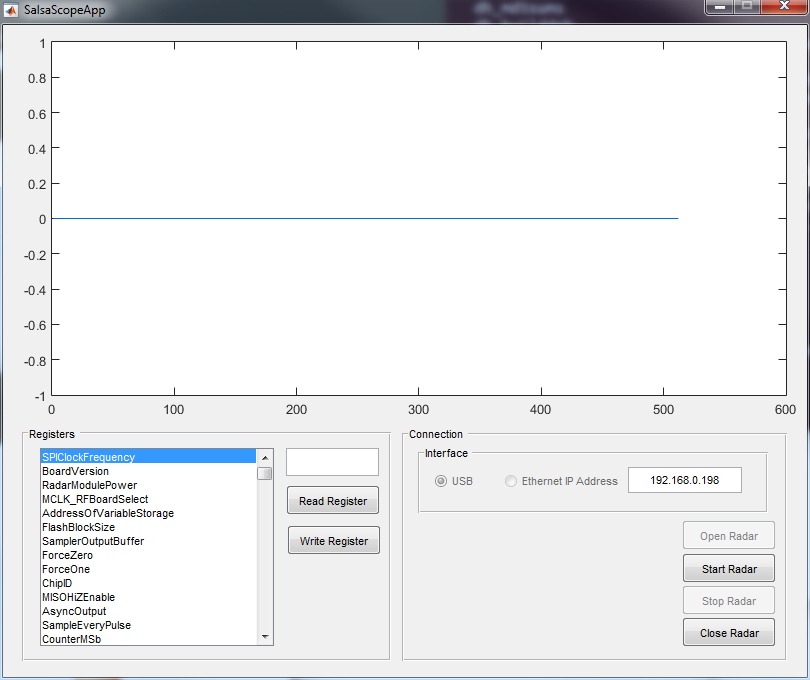 SalsaScopeApp
1
0.8
0.6
0.4
0.2
0
-0.2
-0.4
-0.6
-0.8
-1
0 100 200 300 400 500 600
Registers
SPIClockFrequency
BoardVersion
RadarModulePower
MCLK_RFBoardSelect
AddressOfVariableStorage
FlashBlockSize
SamplerOutputBuffer
ForceZero
ForceOne
ChipID
MISOHiZEnable
AsyncOutput
SampleEveryPulse
CounterMSb
Read Register
Write Register
Connection
Interface
USB Ethernet IP Address 192.168.0.198
Open Radar
Start Radar
Stop Radar
Close Radar